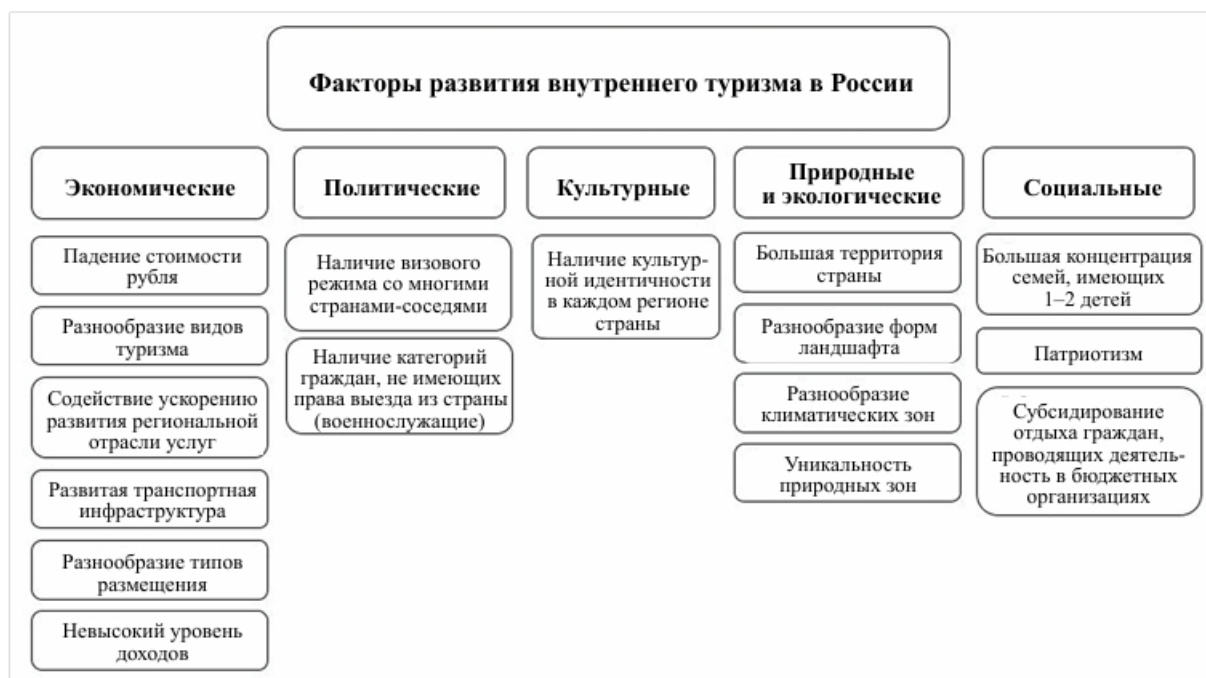 Факторы развития внутреннего туризма в России
Экономические
Падение стоимости
рубля
Разнообразие видов
туризма
Содействие ускорению
развития региональной
отрасли услуг
Развитая транспортная
инфраструктура
Разнообразие типов
размещения
Невысокий уровень
доходов
Политические
Наличие визового
режима со многими
странами-соседями
Наличие категорий
граждан, не имеющих
права выезда из страны
(военнослужащие)
Культурные
Наличие культур-
ной идентичности
в каждом регионе
страны
Природные
и экологические
Большая территория
страны
Разнообразие форм
ландшафта
Разнообразие
климатических зон
Уникальность
природных зон
Социальные
Большая концентрация
семей, имеющих
1–2 детей
Патриотизм
Субсидирование
отдыха граждан,
проводящих деятель-
ность в бюджетных
организациях